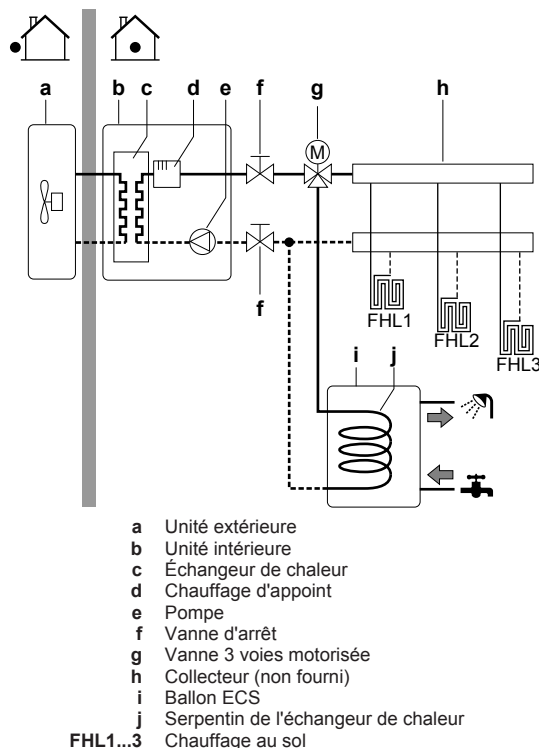 a b c d e f g h
M
f
FHL1
FHL2
FHL3
i j
a Unité extérieure
b Unité intérieure
c Échangeur de chaleur
d Chauffage d'appoint
e Pompe
f Vanne d'arrêt
g Vanne 3 voies motorisée
h Collecteur (non fourni)
i Ballon ECS
j Serpentin de l'échangeur de chaleur
FHL1...3 Chauffage au sol